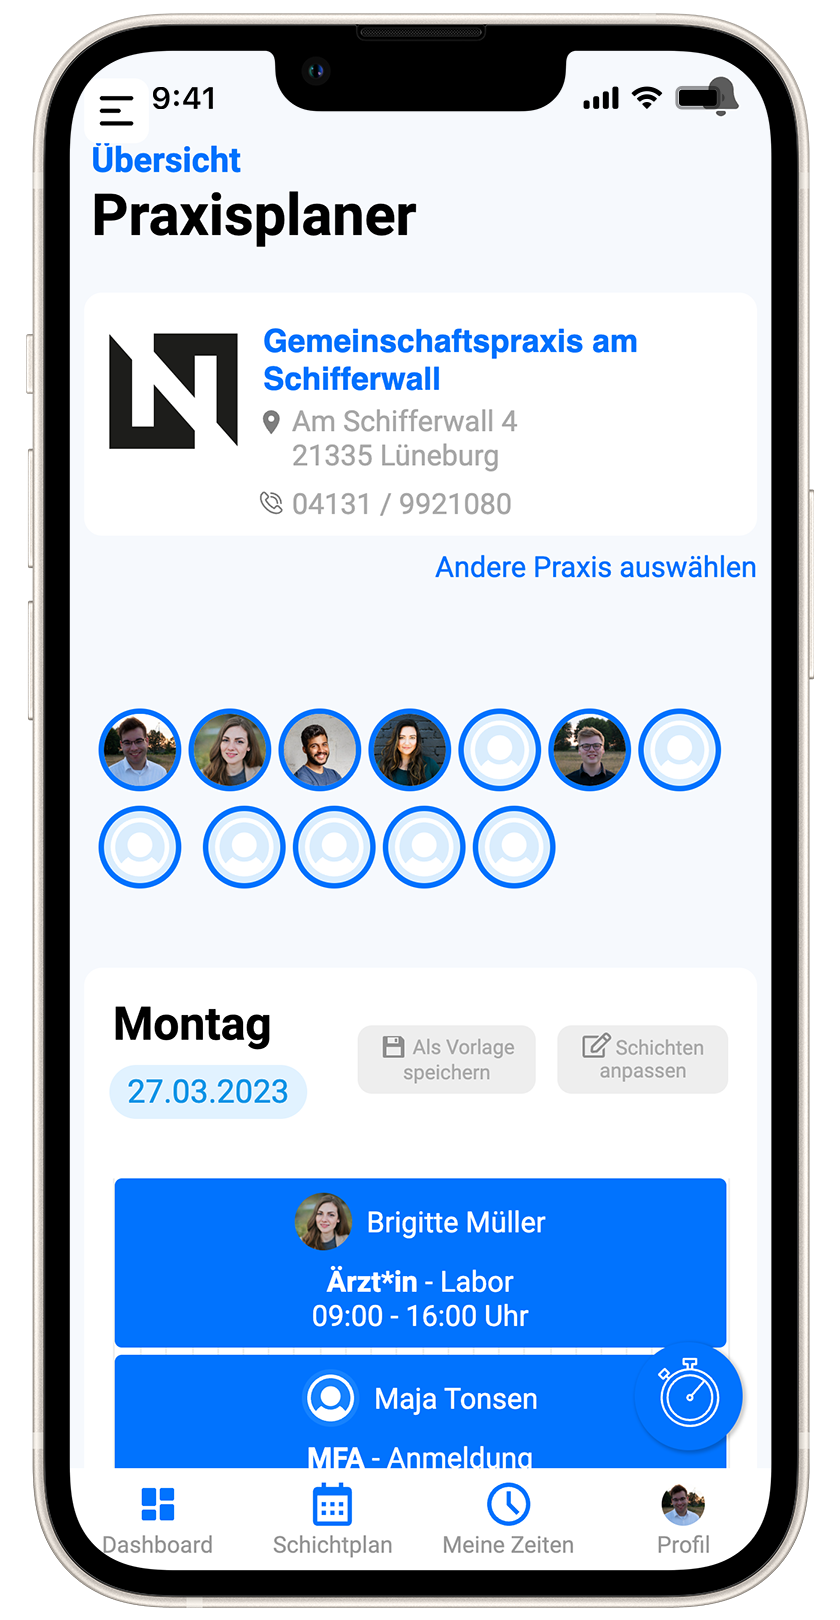 9:41
Übersicht
Praxisplaner
Gemeinschaftspraxis am
Schifferwall
Am Schifferwall 4
21335 Lüneburg
04131 / 9921080
Andere Praxis auswählen
Montag
27.03.2023
Als Vorlage
speichern
Schichten
anpassen
Brigitte Müller
Ärzt*in - Labor
09:00 - 16:00 Uhr
Maja Tonsen
MFA - Anmeldung
Dashboard
Schichtplan
Meine Zeiten
Profil